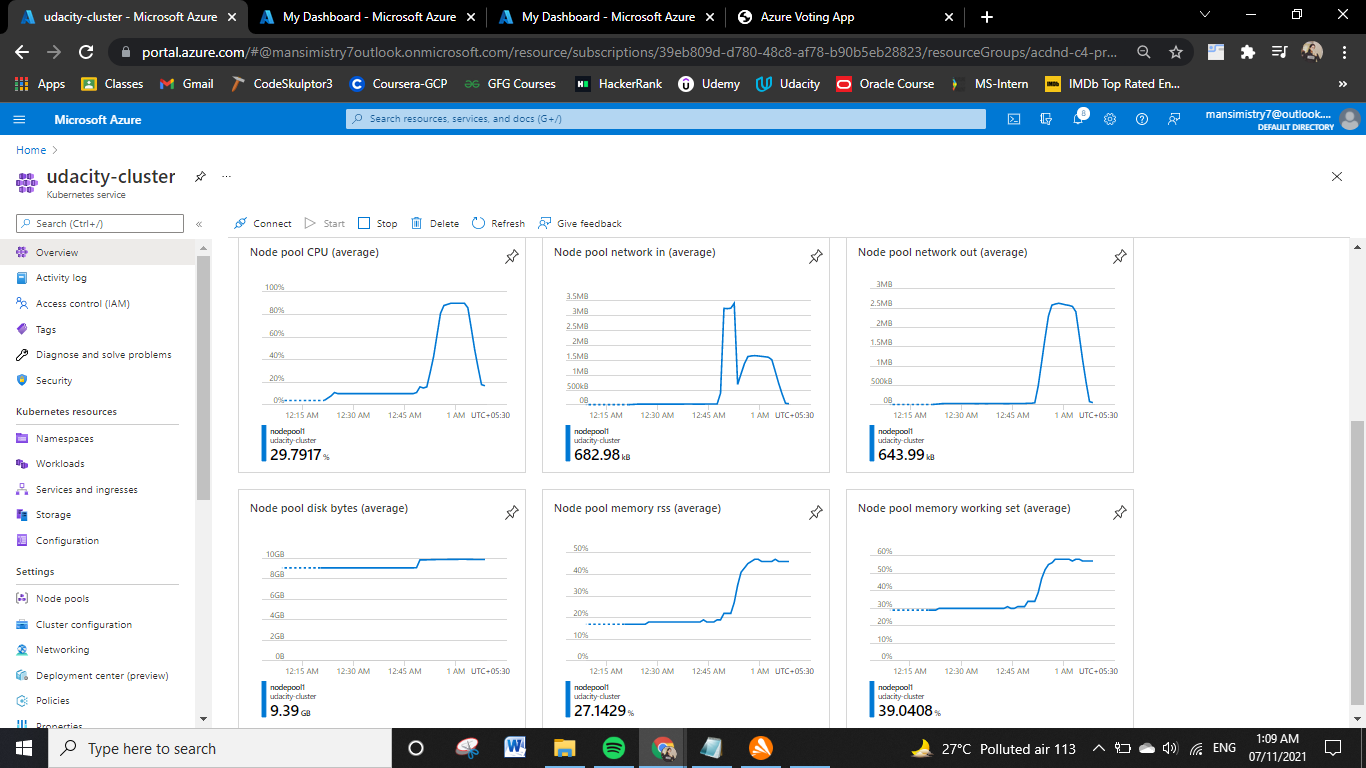 udacity-cluster - Microsoft Azure
My Dashboard - Microsoft Azure
My Dashboard - Microsoft Azure
Azure Voting App
portal.azure.com/#@mansimistry7outlook.onmicrosoft.com/resource/subscriptions/39eb809d-d780-48c8-af78-b90b5eb28823/resourceGroups/acdnd-c4-pr...
Apps Classes Gmail CodeSkulptor3 Coursera-GCP GFG Courses HackerRank Udemy Udacity Oracle Course MS-Intern IMDb Top Rated En... »
Microsoft Azure
Search resources, services, and docs (G+/)
8
mansimistry7@outlook....
DEFAULT DIRECTORY
Home >
udacity-cluster ...
Kubernetes service
Search (Ctrl+/) «
Connect Start Stop Delete Refresh Give feedback
Overview
Activity log
Access control (IAM)
Tags
Diagnose and solve problems
Security
Kubernetes resources
Namespaces
Workloads
Services and ingresses
Storage
Configuration
Settings
Node pools
Cluster configuration
Networking
Deployment center (preview)
Policies
Properties
Node pool CPU (average)
100%
80%
60%
40%
20%
0%
12:15 AM 12:30 AM 12:45 AM 1 AM UTC+05:30
nodepool1
udacity-cluster
29.7917 %
Node pool network in (average)
3.5MB
3MB
2.5MB
2MB
1.5MB
1MB
500kB
0B
12:15 AM 12:30 AM 12:45 AM 1 AM UTC+05:30
nodepool1
udacity-cluster
682.98 kB
Node pool network out (average)
3MB
2.5MB
2MB
1.5MB
1MB
500kB
0B
12:15 AM 12:30 AM 12:45 AM 1 AM UTC+05:30
nodepool1
udacity-cluster
643.99 kB
Node pool disk bytes (average)
10GB
8GB
6GB
4GB
2GB
0B
12:15 AM 12:30 AM 12:45 AM 1 AM UTC+05:30
nodepool1
udacity-cluster
9.39 GB
Node pool memory rss (average)
50%
40%
30%
20%
10%
0%
12:15 AM 12:30 AM 12:45 AM 1 AM UTC+05:30
nodepool1
udacity-cluster
27.1429 %
Node pool memory working set (average)
60%
50%
40%
30%
20%
10%
0%
12:15 AM 12:30 AM 12:45 AM 1 AM UTC+05:30
nodepool1
udacity-cluster
39.0408 %
Type here to search
27°C Polluted air 113
ENG
1:09 AM
07/11/2021